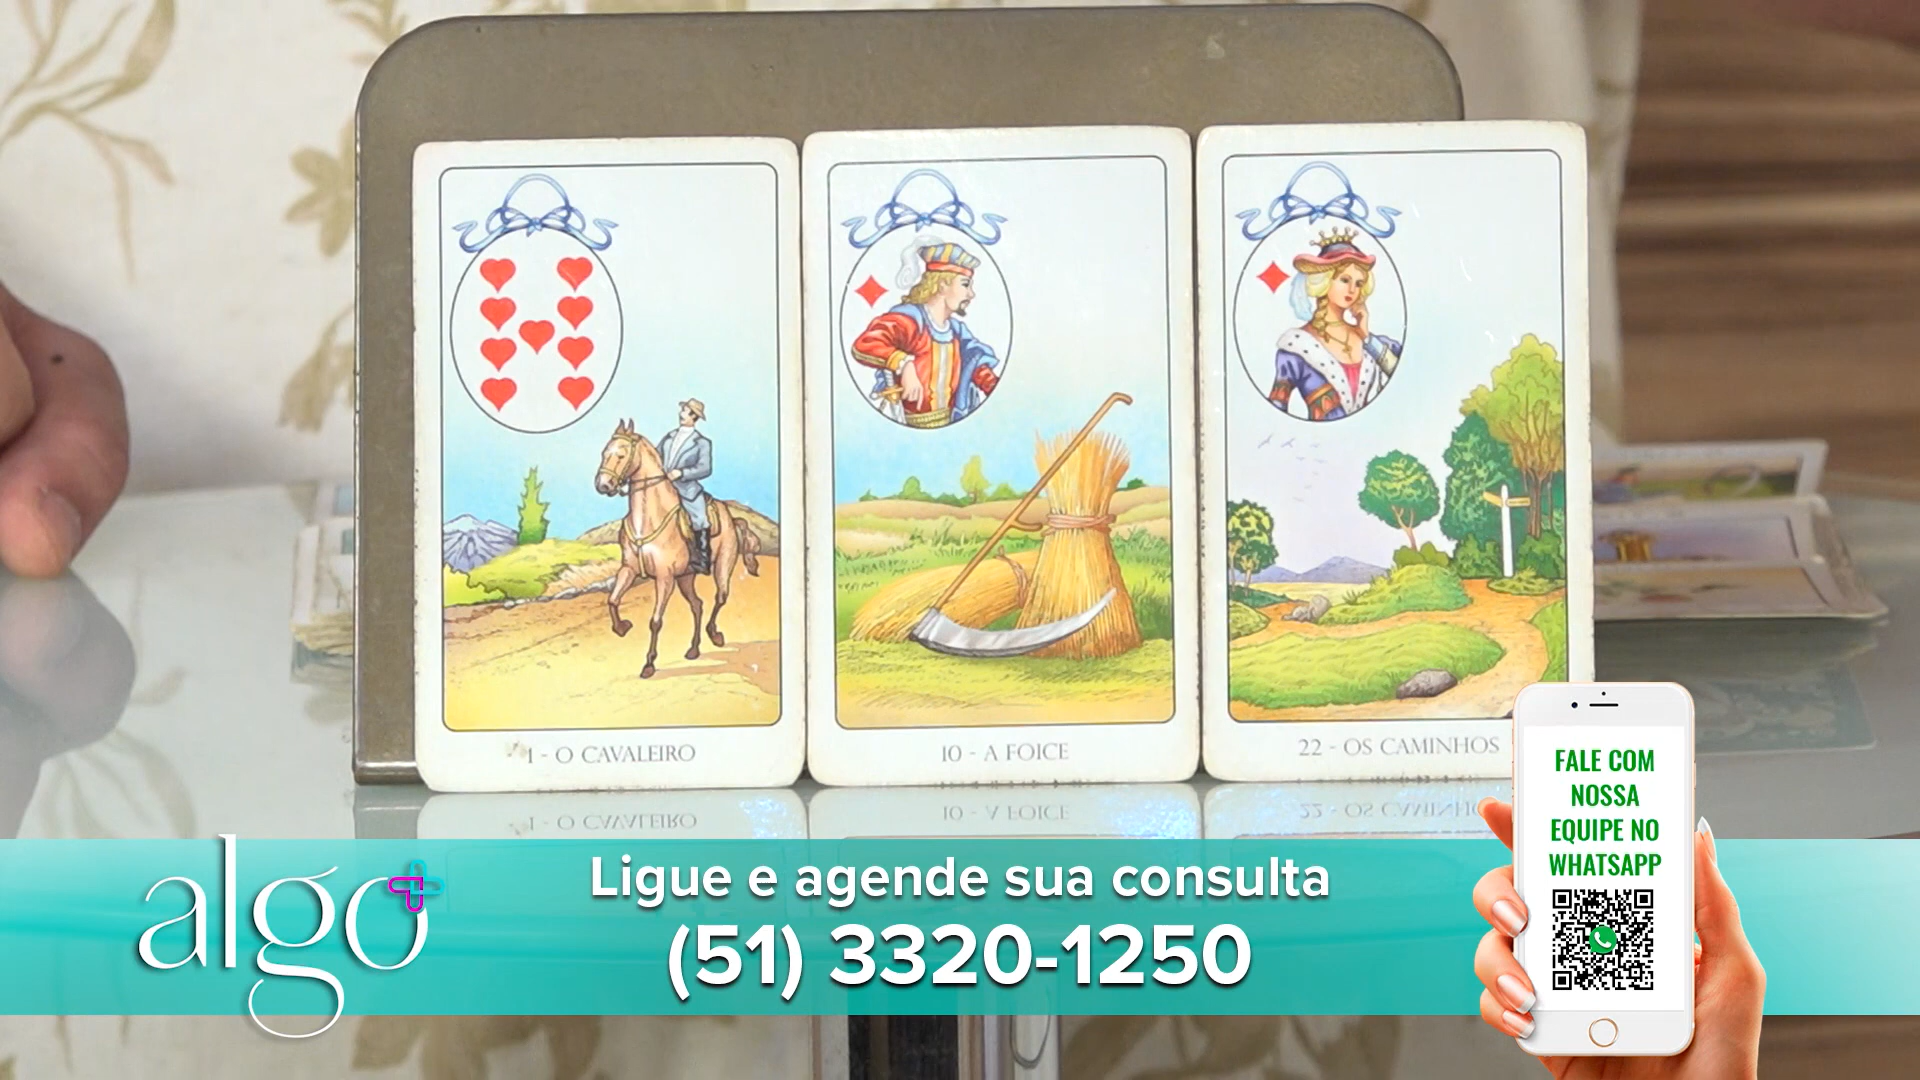 1 - O CAVALEIRO
10 - A FOICE
22 - OS CAMINHOS
algo+
Ligue e agende sua consulta
(51) 3320-1250
FALE COM
NOSSA
EQUIPE NO
WHATSAPP